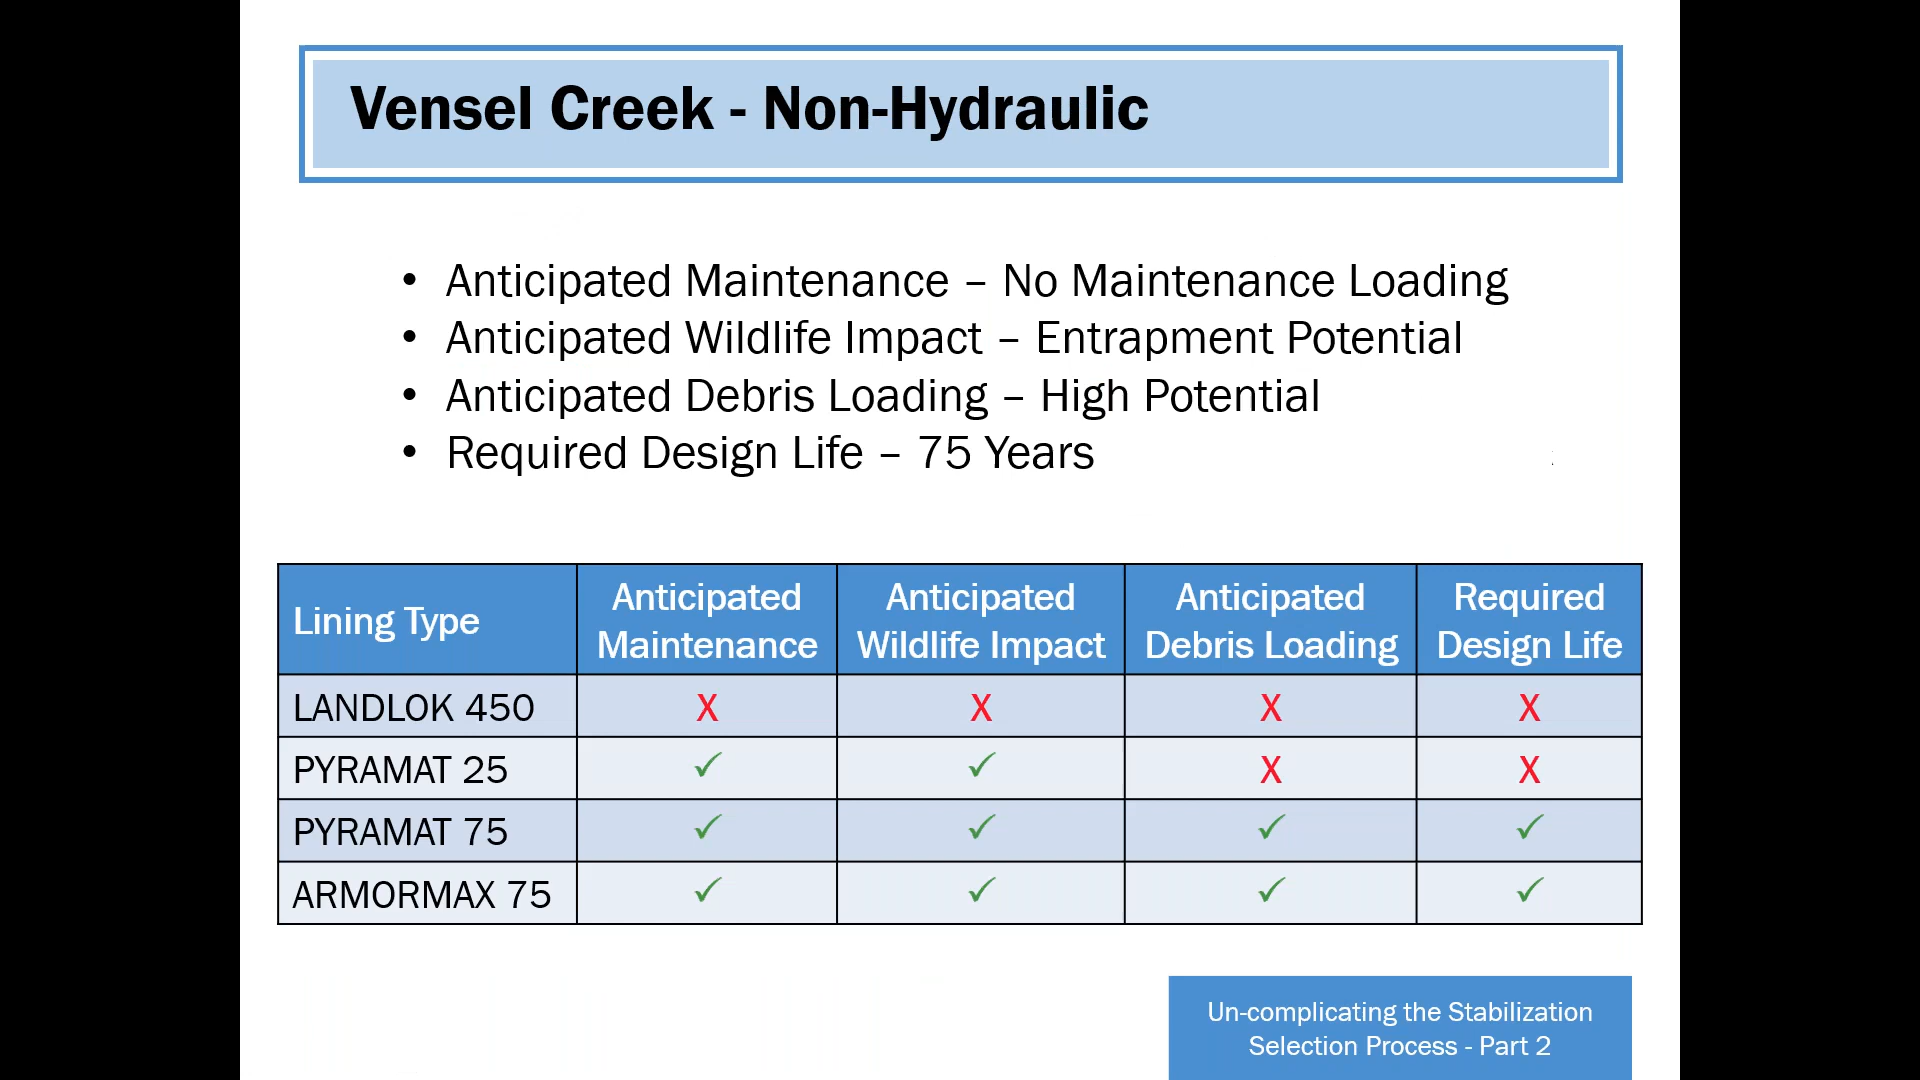 Vensel Creek - Non-Hydraulic
• Anticipated Maintenance – No Maintenance Loading
• Anticipated Wildlife Impact – Entrapment Potential
• Anticipated Debris Loading – High Potential
• Required Design Life – 75 Years
Lining Type | Anticipated Maintenance | Anticipated Wildlife Impact | Anticipated Debris Loading | Required Design Life
LANDLOK 450 | X | X | X | X
PYRAMAT 25 | ✓ | ✓ | X | X
PYRAMAT 75 | ✓ | ✓ | ✓ | ✓
ARMORMAX 75 | ✓ | ✓ | ✓ | ✓
Un-complicating the Stabilization
Selection Process - Part 2